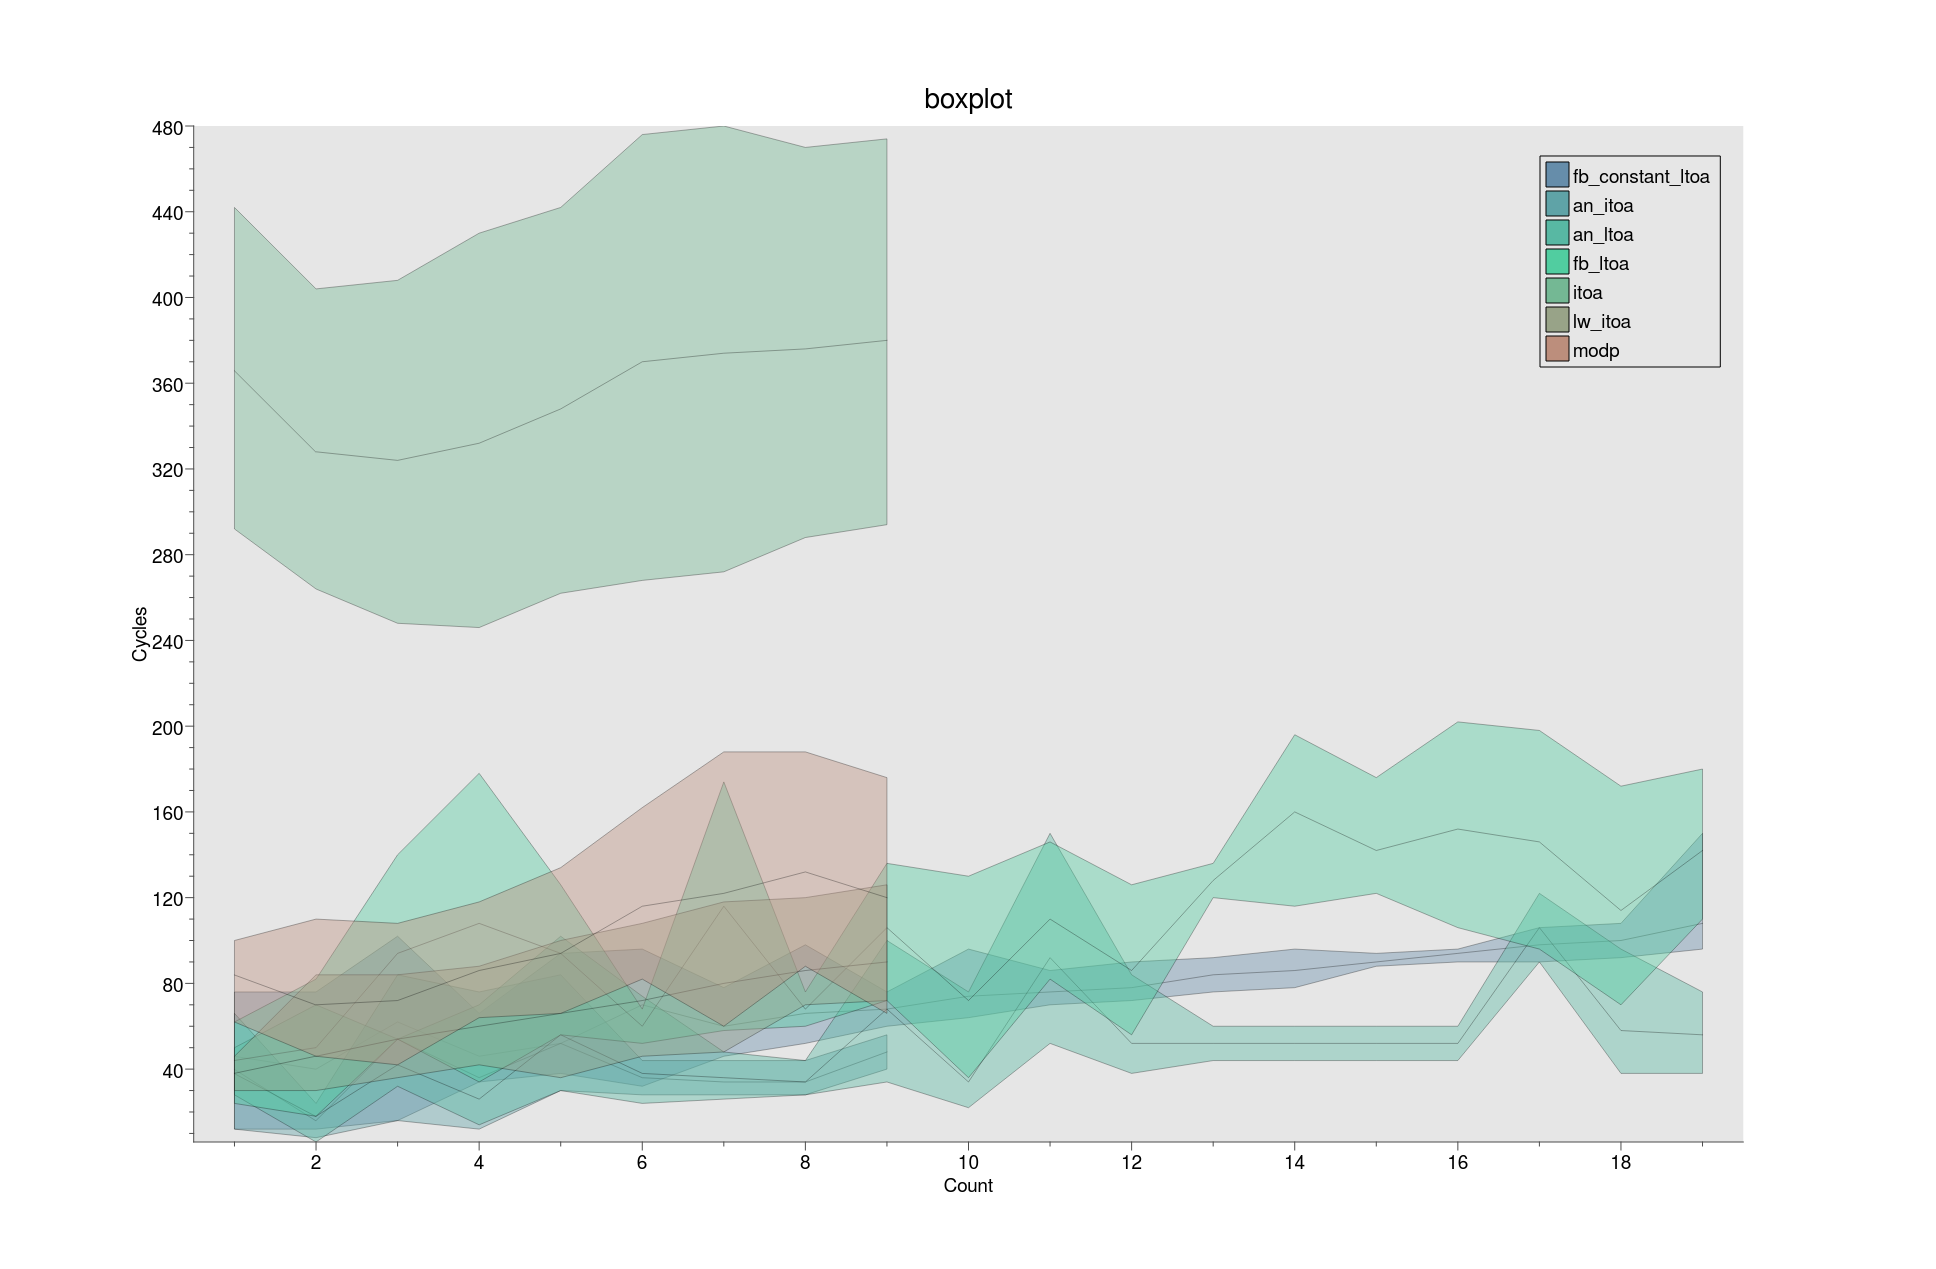 boxplot
480
440
400
360
320
280
240
200
160
120
80
40
Cycles
fb_constant_ltoa
an_itoa
an_ltoa
fb_ltoa
itoa
lw_itoa
modp
2 4 6 8 10 12 14 16 18
Count